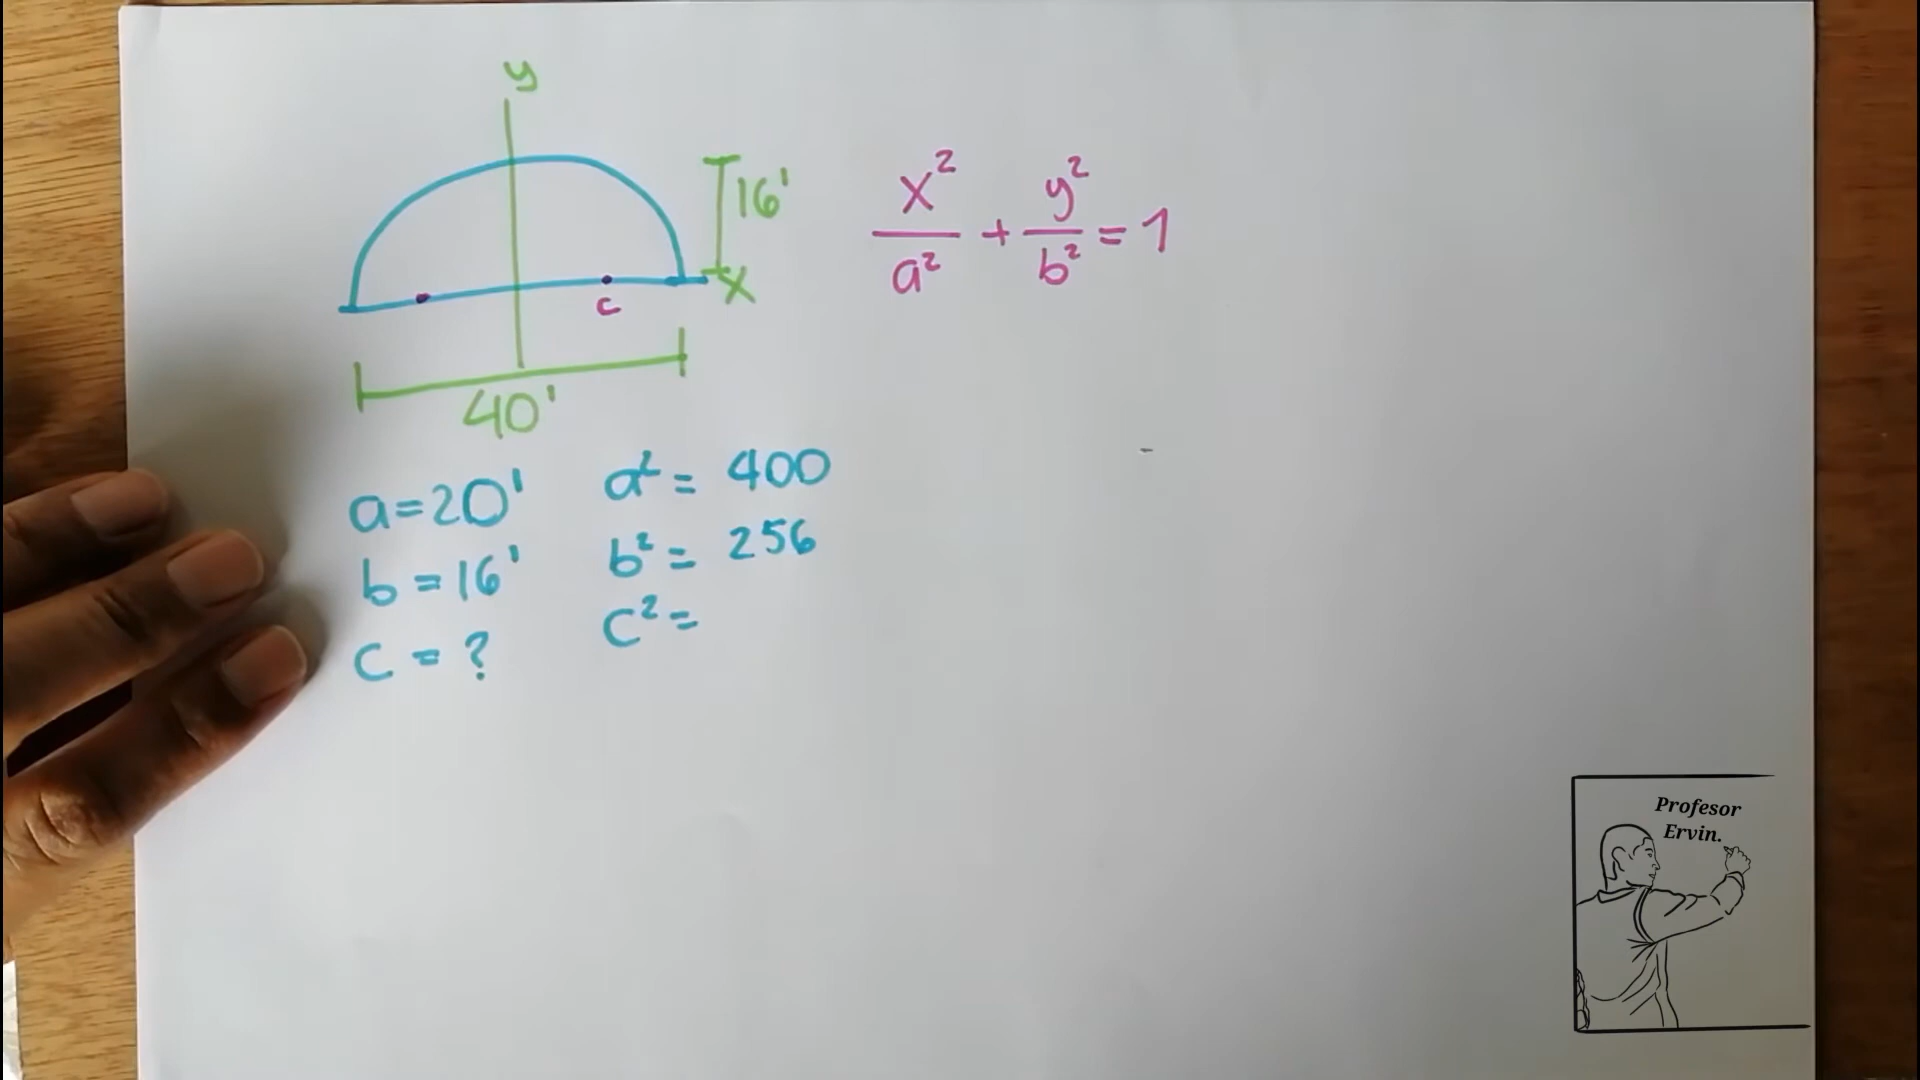 y
16'
x
c
40'
x²/a² + y²/b² = 1
a = 20' a² = 400
b = 16' b² = 256
c = ? c² =
Profesor
Ervin.